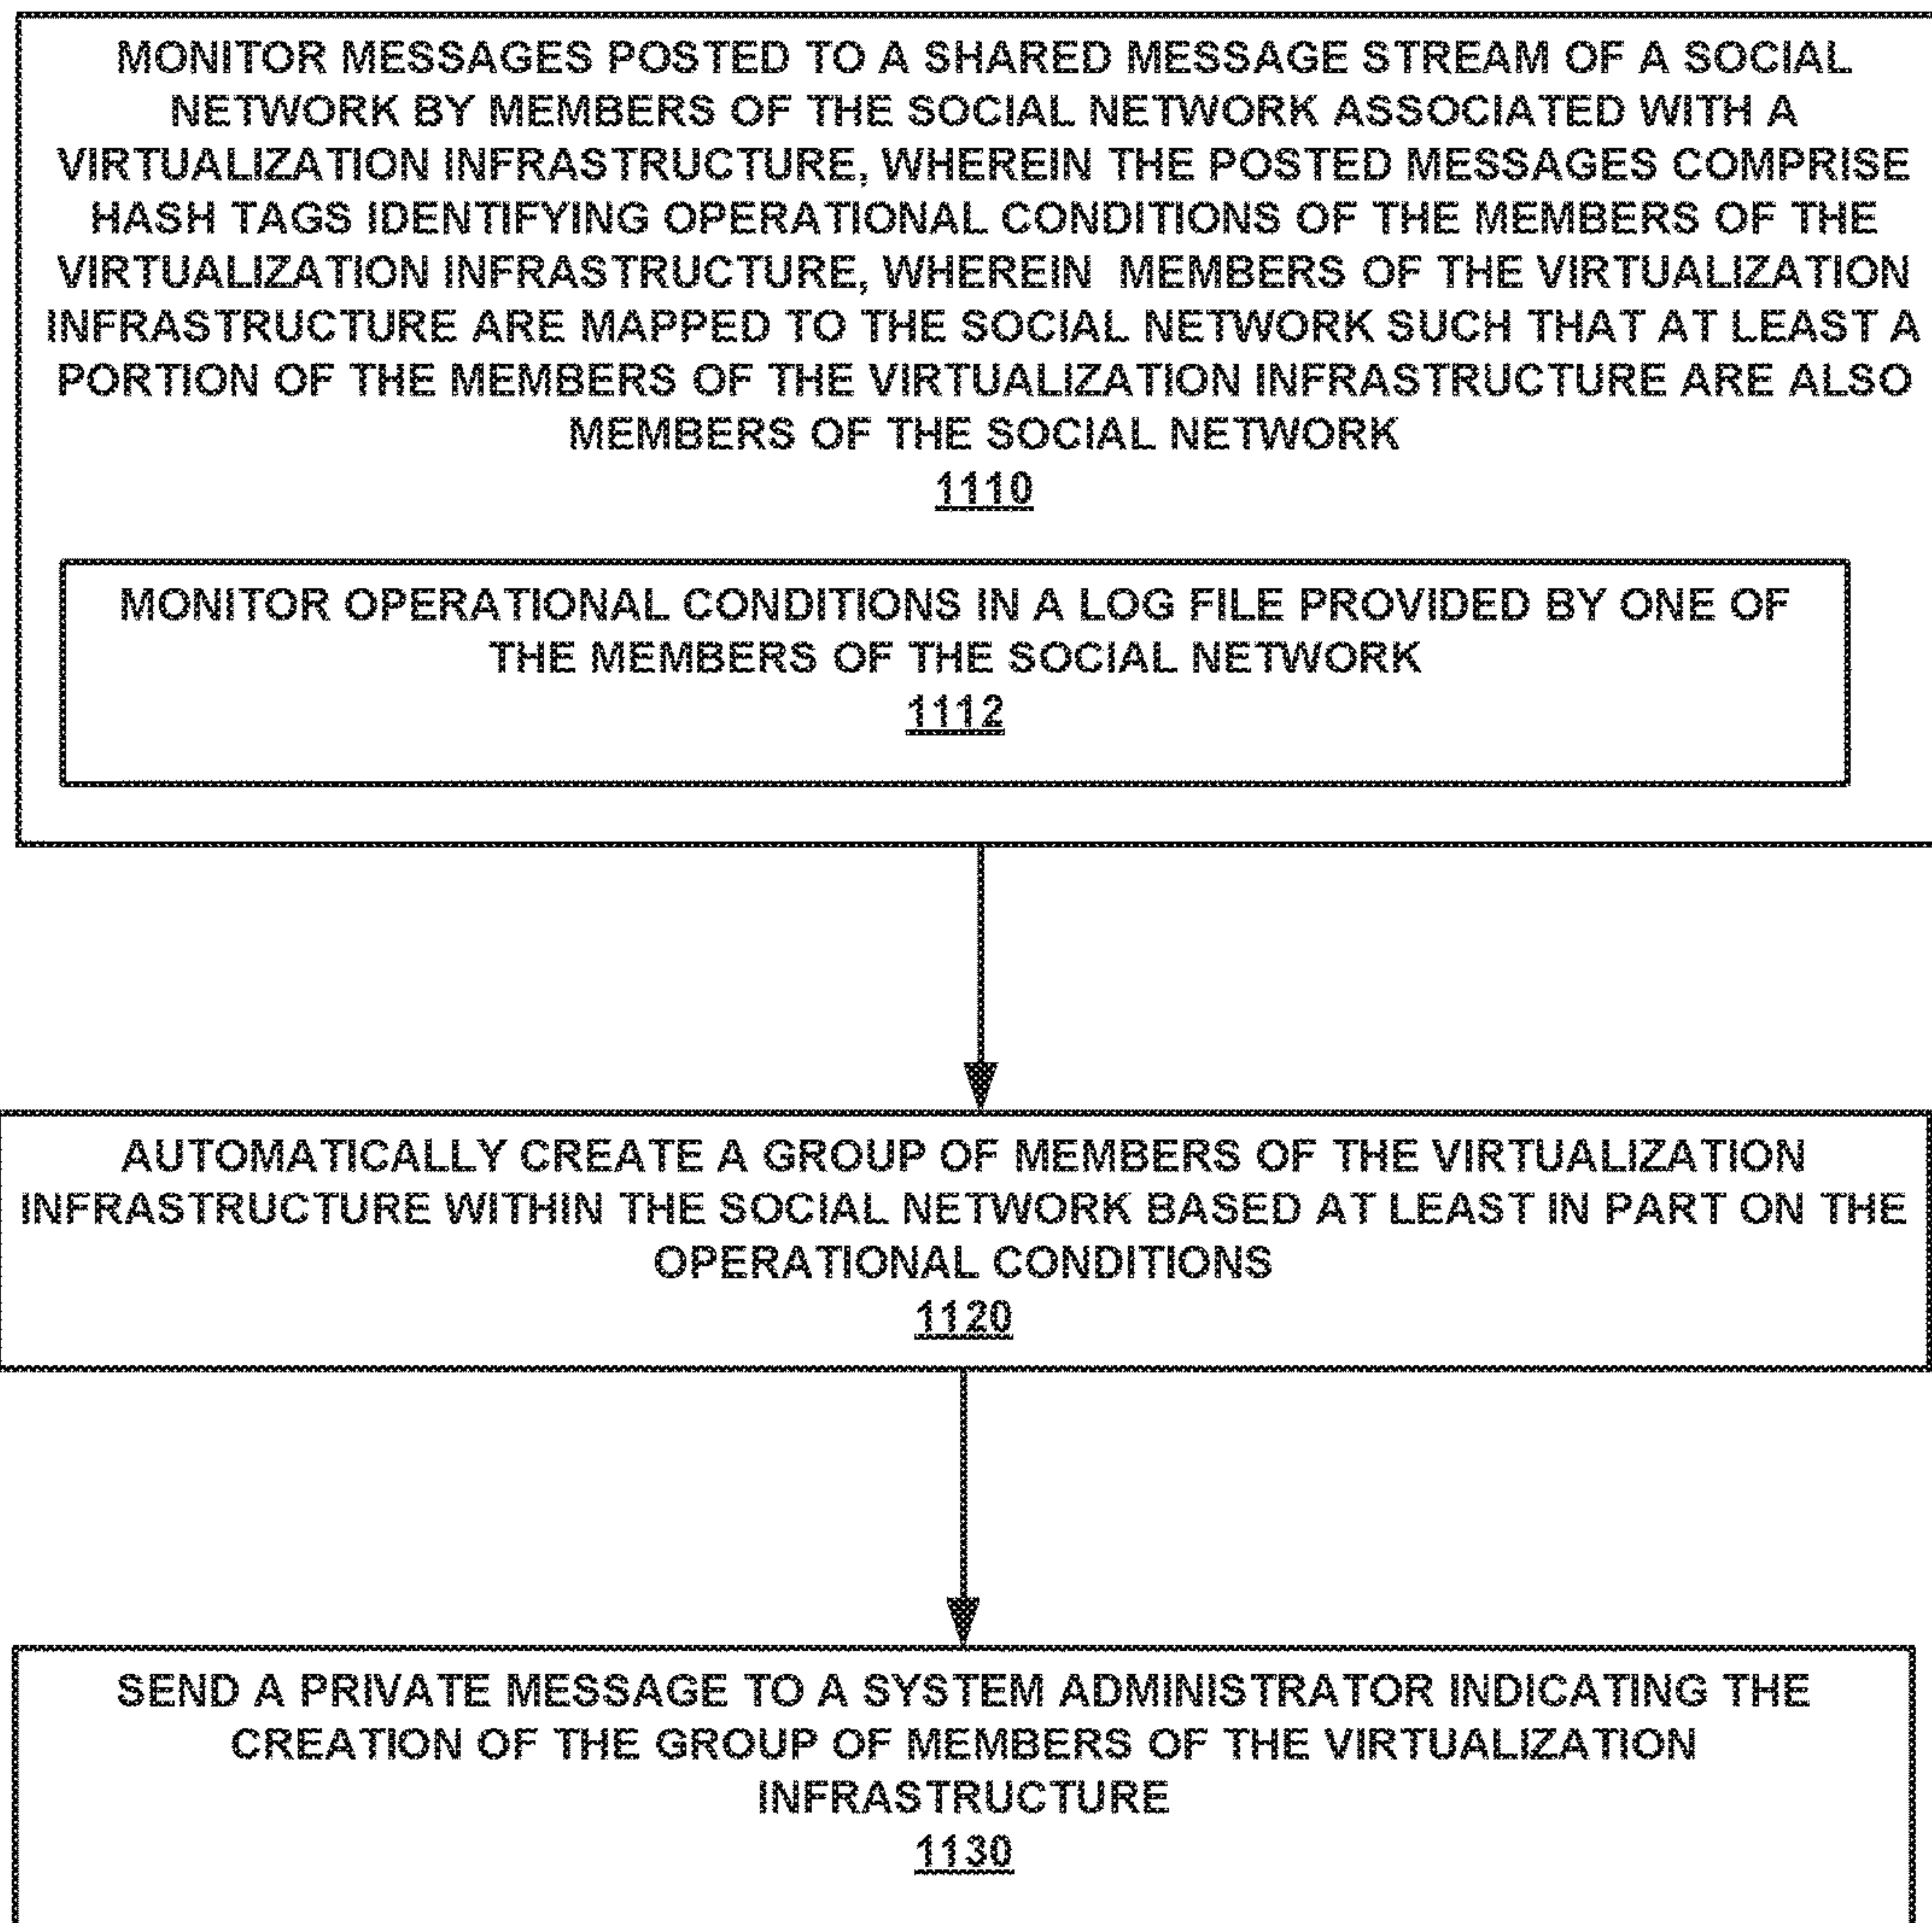 MONITOR MESSAGES POSTED TO A SHARED MESSAGE STREAM OF A SOCIAL
NETWORK BY MEMBERS OF THE SOCIAL NETWORK ASSOCIATED WITH A
VIRTUALIZATION INFRASTRUCTURE, WHEREIN THE POSTED MESSAGES COMPRISE
HASH TAGS IDENTIFYING OPERATIONAL CONDITIONS OF THE MEMBERS OF THE
VIRTUALIZATION INFRASTRUCTURE, WHEREIN MEMBERS OF THE VIRTUALIZATION
INFRASTRUCTURE ARE MAPPED TO THE SOCIAL NETWORK SUCH THAT AT LEAST A
PORTION OF THE MEMBERS OF THE VIRTUALIZATION INFRASTRUCTURE ARE ALSO
MEMBERS OF THE SOCIAL NETWORK
1110
MONITOR OPERATIONAL CONDITIONS IN A LOG FILE PROVIDED BY ONE OF
THE MEMBERS OF THE SOCIAL NETWORK
1112
AUTOMATICALLY CREATE A GROUP OF MEMBERS OF THE VIRTUALIZATION
INFRASTRUCTURE WITHIN THE SOCIAL NETWORK BASED AT LEAST IN PART ON THE
OPERATIONAL CONDITIONS
1120
SEND A PRIVATE MESSAGE TO A SYSTEM ADMINISTRATOR INDICATING THE
CREATION OF THE GROUP OF MEMBERS OF THE VIRTUALIZATION
INFRASTRUCTURE
1130